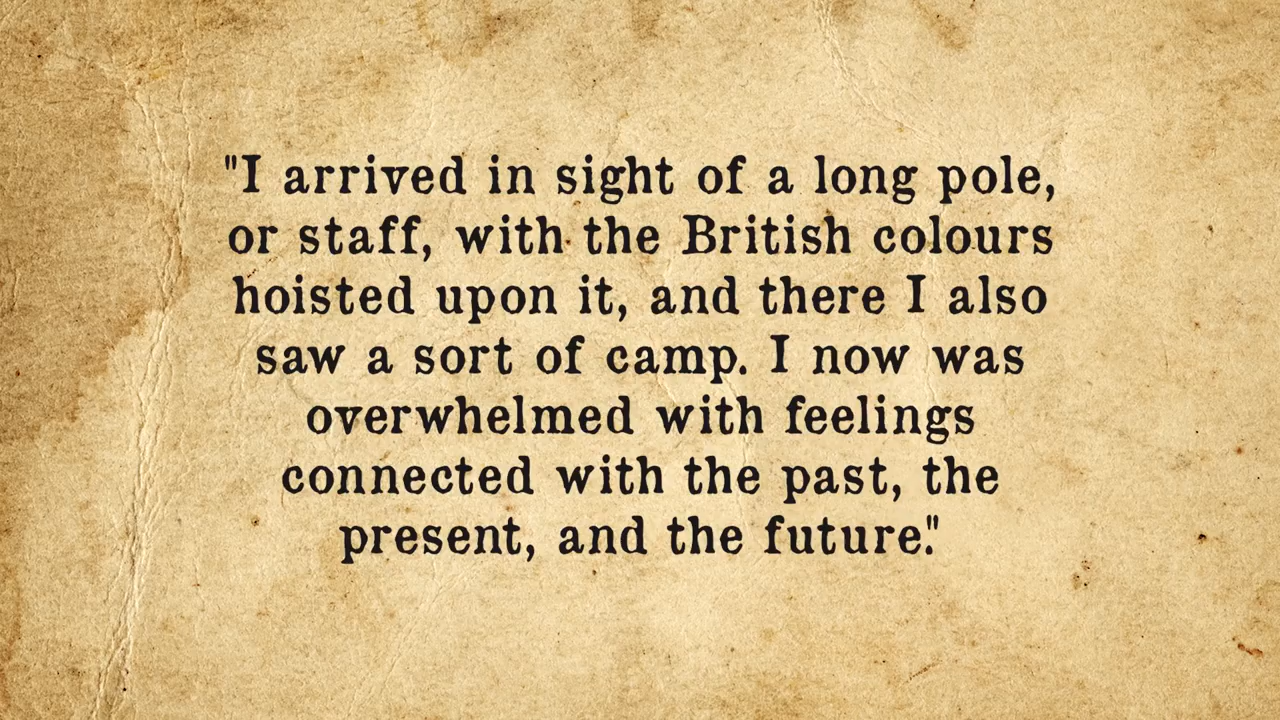 "I arrived in sight of a long pole,
or staff, with the British colours
hoisted upon it, and there I also
saw a sort of camp. I now was
overwhelmed with feelings
connected with the past, the
present, and the future."